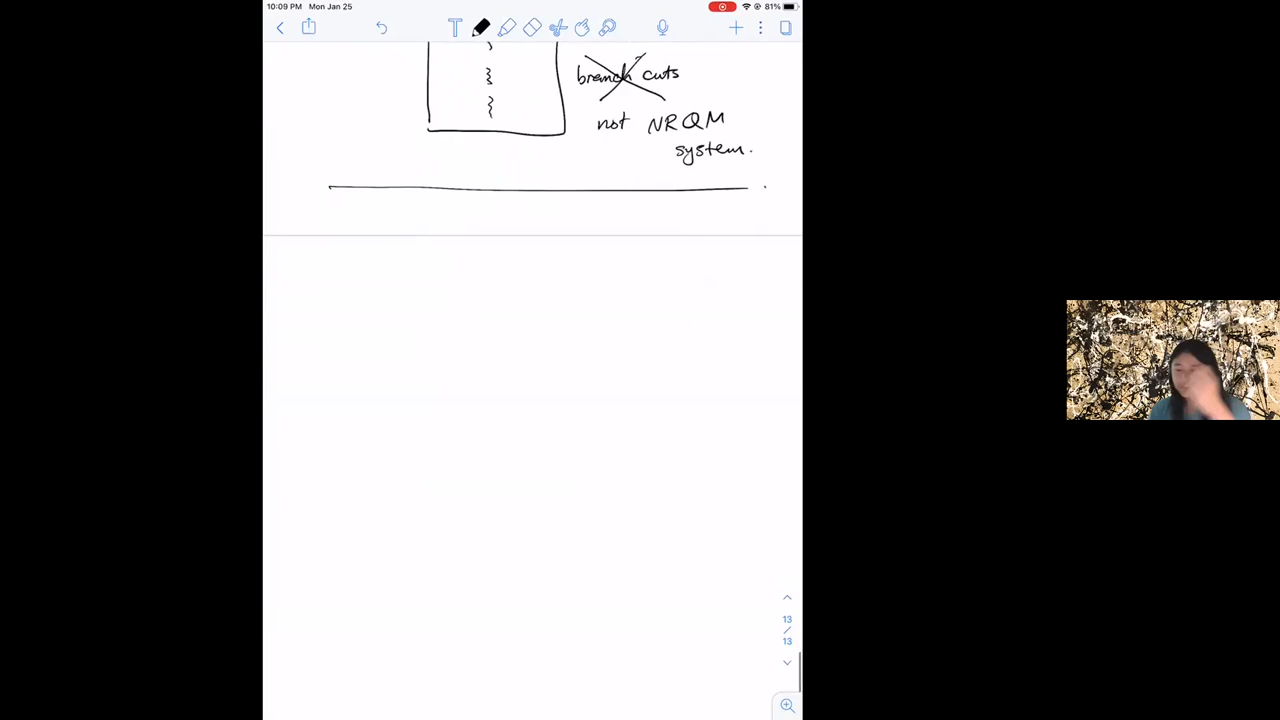 10:09 PM Mon Jan 25
81%
branch cuts
not NRQM
system.
13
13